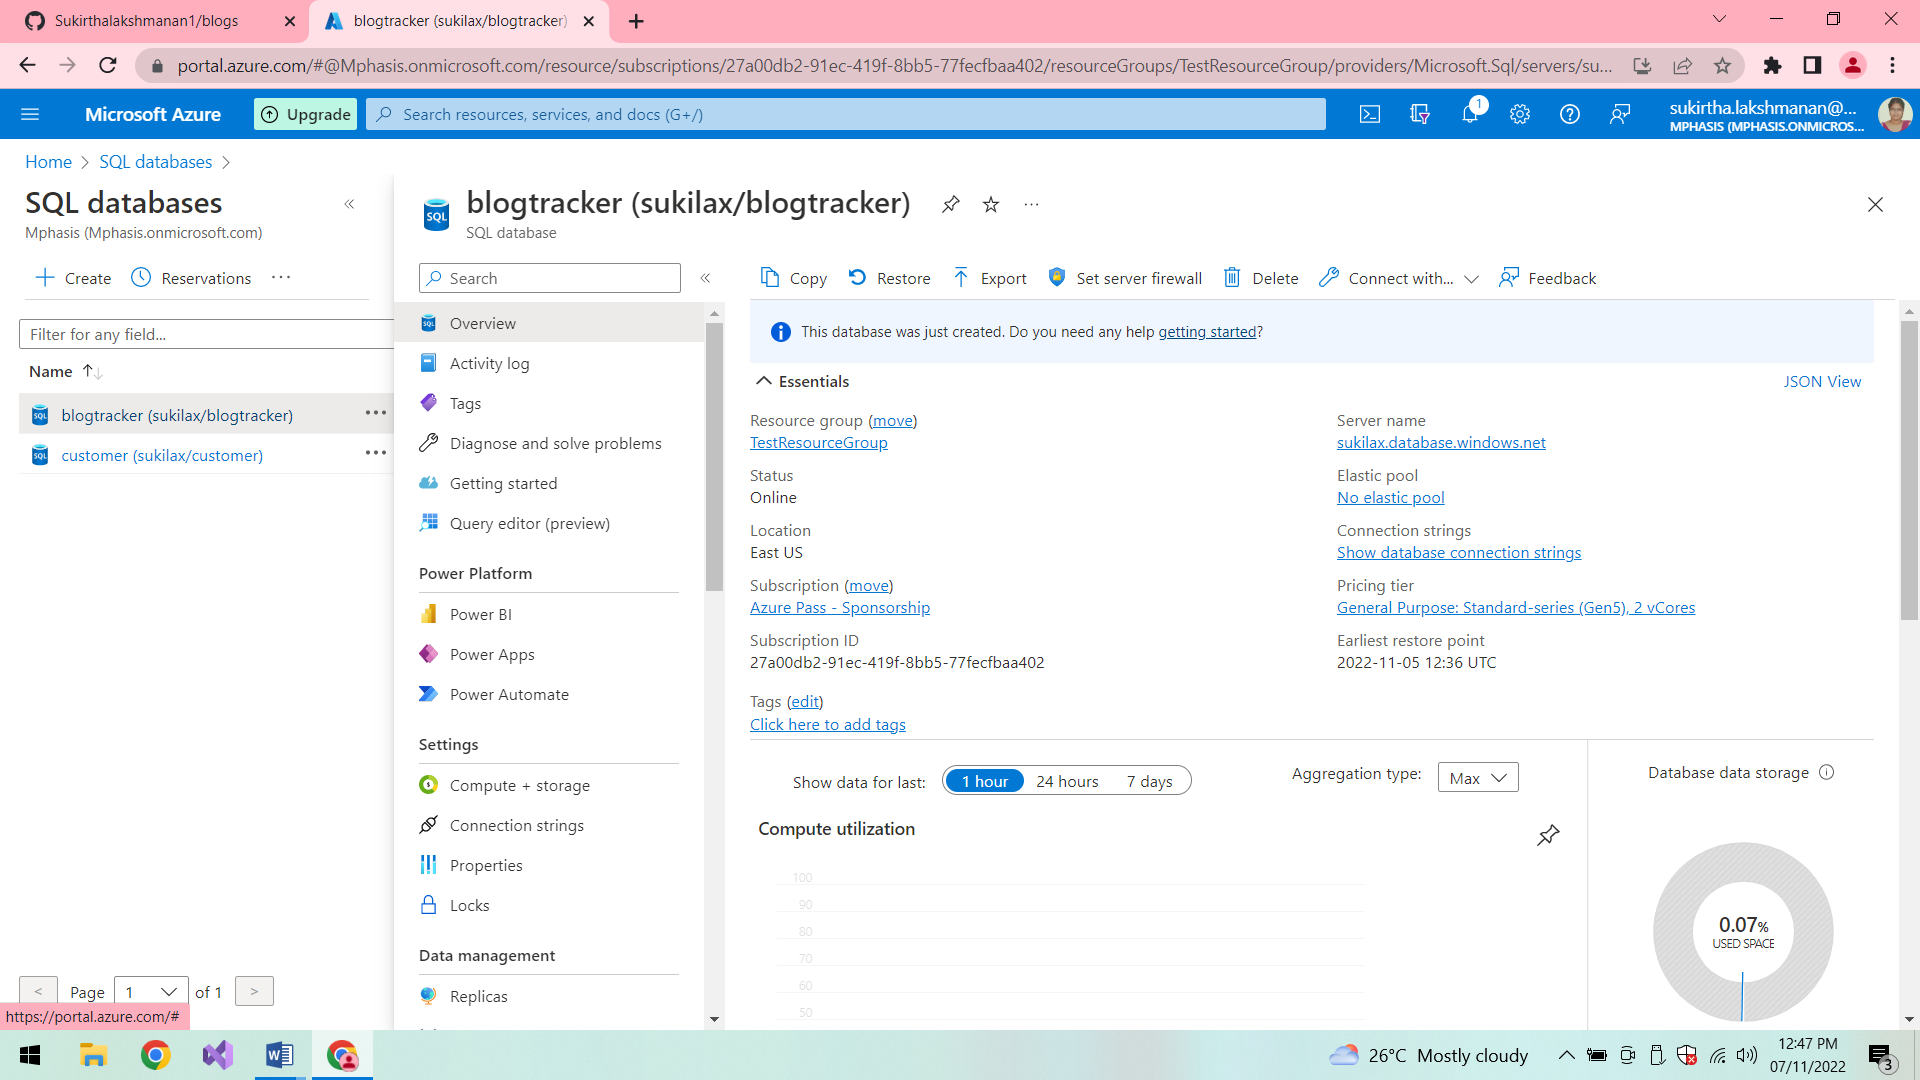 Sukirthalakshmanan1/blogs
blogtracker (sukilax/blogtracker)
portal.azure.com/#@Mphasis.onmicrosoft.com/resource/subscriptions/27a00db2-91ec-419f-8bb5-77fecfbaa402/resourceGroups/TestResourceGroup/providers/Microsoft.Sql/servers/su...
Microsoft Azure
Upgrade
Search resources, services, and docs (G+/)
1
sukirtha.lakshmanan@...
MPHASIS (MPHASIS.ONMICROS...
Home
SQL databases
SQL databases
Mphasis (Mphasis.onmicrosoft.com)
Create
Reservations
...
Filter for any field...
Name
SQL
blogtracker (sukilax/blogtracker)
...
SQL
customer (sukilax/customer)
...
<
Page
1
of 1
>
https://portal.azure.com/#
SQL
blogtracker (sukilax/blogtracker)
...
SQL database
Search
SQL
Overview
Activity log
Tags
Diagnose and solve problems
Getting started
Query editor (preview)
Power Platform
Power BI
Power Apps
Power Automate
Settings
Compute + storage
Connection strings
Properties
Locks
Data management
Replicas
Copy
Restore
Export
Set server firewall
Delete
Connect with...
Feedback
This database was just created. Do you need any help getting started?
Essentials
JSON View
Resource group (move)
TestResourceGroup
Status
Online
Location
East US
Subscription (move)
Azure Pass - Sponsorship
Subscription ID
27a00db2-91ec-419f-8bb5-77fecfbaa402
Tags (edit)
Click here to add tags
Server name
sukilax.database.windows.net
Elastic pool
No elastic pool
Connection strings
Show database connection strings
Pricing tier
General Purpose: Standard-series (Gen5), 2 vCores
Earliest restore point
2022-11-05 12:36 UTC
Show data for last:
1 hour
24 hours
7 days
Aggregation type:
Max
Compute utilization
100
90
80
70
60
50
Database data storage
0.07%
USED SPACE
26°C Mostly cloudy
12:47 PM
07/11/2022
3